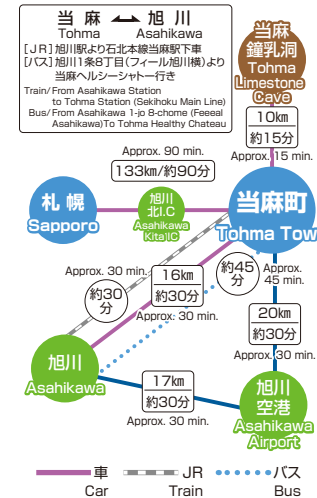 当麻 ⟷ 旭川
Tohma Asahikawa
[JR]旭川駅より石北本線当麻駅下車
[バス]旭川1条8丁目(フィール旭川横)より
当麻ヘルシーシャトー行き
Train/From Asahikawa Station
to Tohma Station (Sekihoku Main Line)
Bus/From Asahikawa 1-jo 8-chome (Feeeal
Asahikawa)To Tohma Healthy Chateau
当麻
鐘乳洞
Tohma
Limestone
Cave
10km
約15分
Approx. 15 min.
Approx. 90 min.
133km/約90分
札幌
Sapporo
旭川
北I.C
Asahikawa
Kita IC
当麻町
Tohma Tow
Approx. 30 min.
約30
分
16km
約30分
Approx. 30 min.
約45
分
Approx.
45 min.
20km
約30分
Approx. 30 min.
旭川
Asahikawa
17km
約30分
Approx. 30 min.
旭川
空港
Asahikawa
Airport
車
Car
JR
Train
バス
Bus